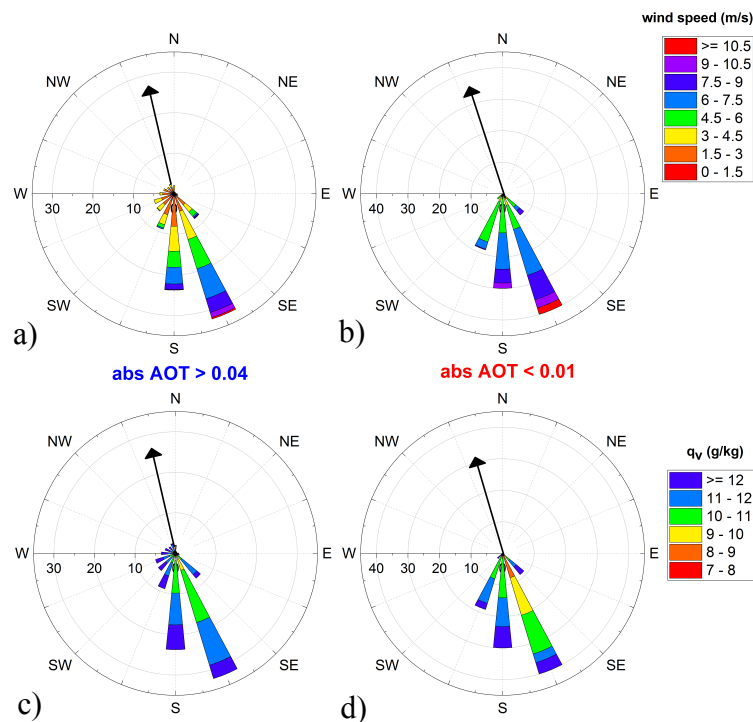 wind speed (m/s)
>= 10.5
9 - 10.5
7.5 - 9
6 - 7.5
4.5 - 6
3 - 4.5
1.5 - 3
0 - 1.5
N
NW
NE
W
30
20
10
E
SW
SE
S
a)
N
NW
NE
40
30
20
10
E
SW
SE
S
b)
abs AOT > 0.04
abs AOT < 0.01
N
NW
NE
W
30
20
10
E
SW
SE
S
c)
N
NW
NE
W
40
30
20
10
E
SW
SE
S
d)
qv (g/kg)
>= 12
11 - 12
10 - 11
9 - 10
8 - 9
7 - 8